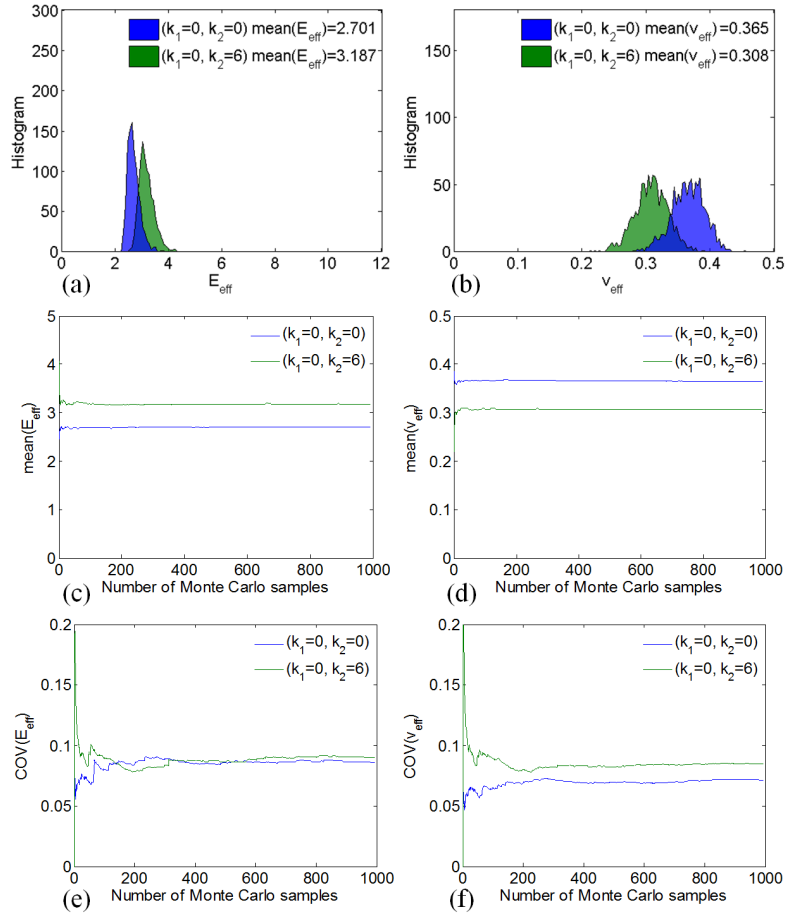 300
250
200
150
100
50
0
Histogram
(k1=0, k2=0) mean(Eeff)=2.701
(k1=0, k2=6) mean(Eeff)=3.187
0 2 4 6 8 10 12
Eeff
(a)
150
100
50
0
Histogram
(k1=0, k2=0) mean(veff)=0.365
(k1=0, k2=6) mean(veff)=0.308
0 0.1 0.2 0.3 0.4 0.5
veff
(b)
5
4
3
2
1
0
mean(Eeff)
(k1=0, k2=0)
(k1=0, k2=6)
0 200 400 600 800 1000
Number of Monte Carlo samples
(c)
0.5
0.4
0.3
0.2
0.1
0
mean(veff)
(k1=0, k2=0)
(k1=0, k2=6)
0 200 400 600 800 1000
Number of Monte Carlo samples
(d)
0.2
0.15
0.1
0.05
0
COV(Eeff)
(k1=0, k2=0)
(k1=0, k2=6)
0 200 400 600 800 1000
Number of Monte Carlo samples
(e)
0.2
0.15
0.1
0.05
0
COV(veff)
(k1=0, k2=0)
(k1=0, k2=6)
0 200 400 600 800 1000
Number of Monte Carlo samples
(f)